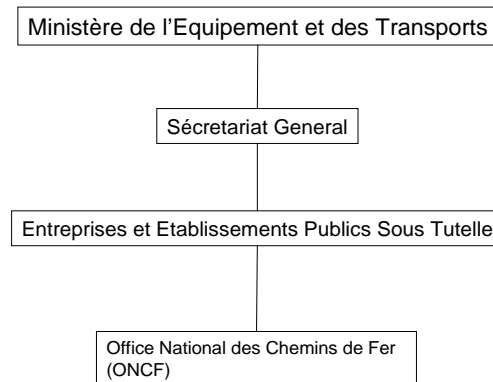 Ministère de l'Equipement et des Transports
Sécretariat General
Entreprises et Etablissements Publics Sous Tutelle
Office National des Chemins de Fer
(ONCF)